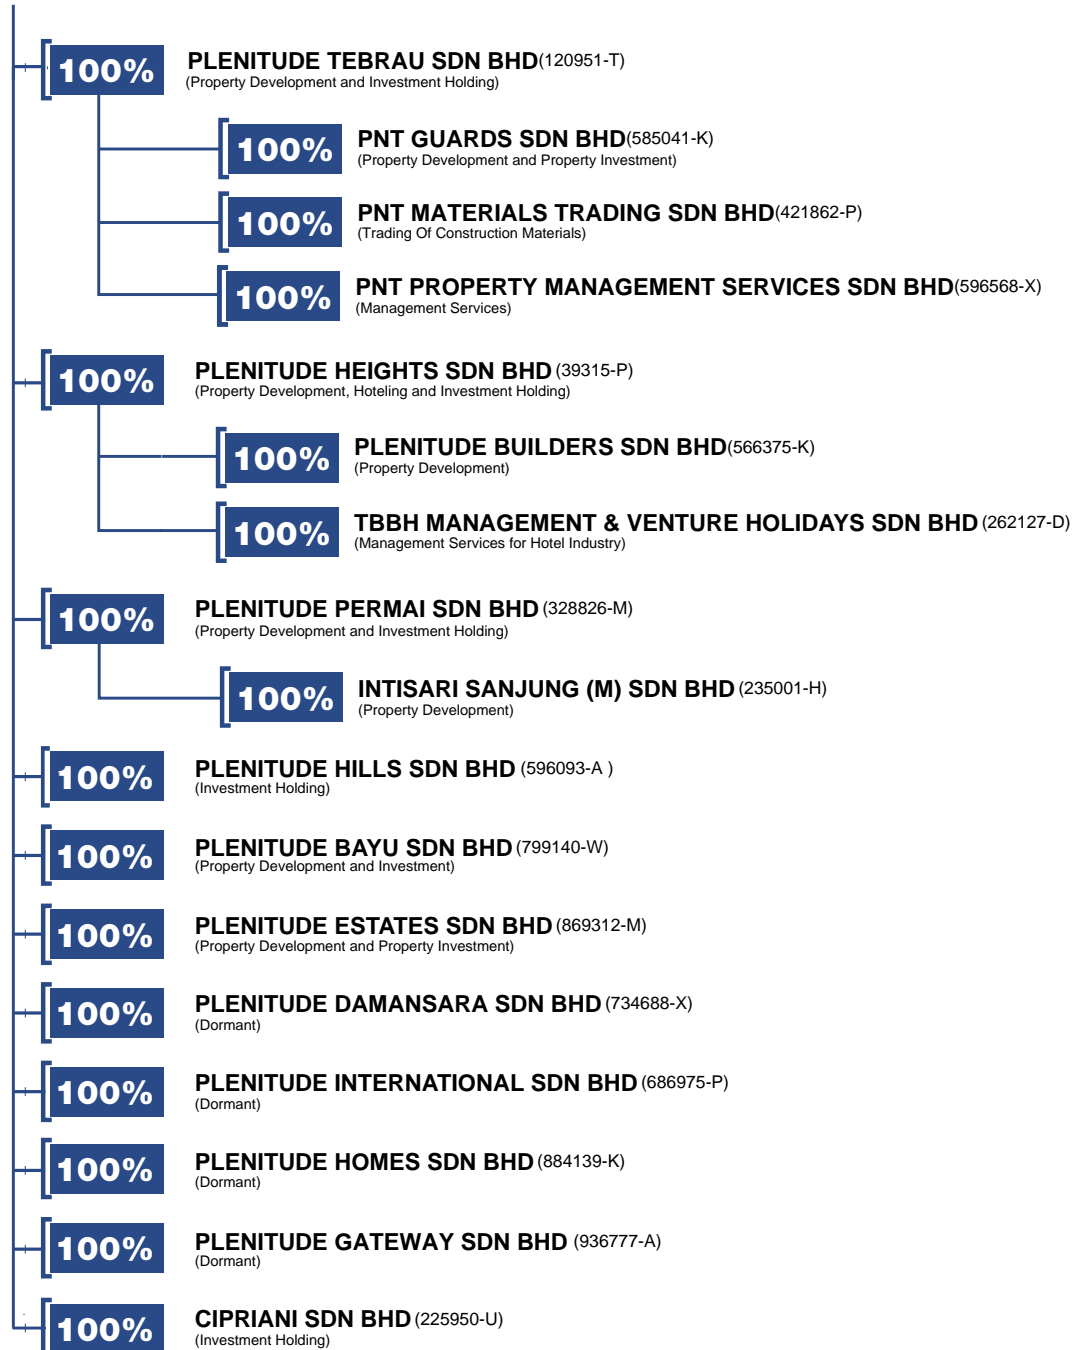 100% PLENITUDE TEBRAU SDN BHD(120951-T)
(Property Development and Investment Holding)
100% PNT GUARDS SDN BHD(585041-K)
(Property Development and Property Investment)
100% PNT MATERIALS TRADING SDN BHD(421862-P)
(Trading Of Construction Materials)
100% PNT PROPERTY MANAGEMENT SERVICES SDN BHD(596568-X)
(Management Services)
100% PLENITUDE HEIGHTS SDN BHD (39315-P)
(Property Development, Hoteling and Investment Holding)
100% PLENITUDE BUILDERS SDN BHD(566375-K)
(Property Development)
100% TBBH MANAGEMENT & VENTURE HOLIDAYS SDN BHD (262127-D)
(Management Services for Hotel Industry)
100% PLENITUDE PERMAI SDN BHD (328826-M)
(Property Development and Investment Holding)
100% INTISARI SANJUNG (M) SDN BHD (235001-H)
(Property Development)
100% PLENITUDE HILLS SDN BHD (596093-A )
(Investment Holding)
100% PLENITUDE BAYU SDN BHD (799140-W)
(Property Development and Investment)
100% PLENITUDE ESTATES SDN BHD (869312-M)
(Property Development and Property Investment)
100% PLENITUDE DAMANSARA SDN BHD (734688-X)
(Dormant)
100% PLENITUDE INTERNATIONAL SDN BHD (686975-P)
(Dormant)
100% PLENITUDE HOMES SDN BHD (884139-K)
(Dormant)
100% PLENITUDE GATEWAY SDN BHD (936777-A)
(Dormant)
100% CIPRIANI SDN BHD (225950-U)
(Investment Holding)